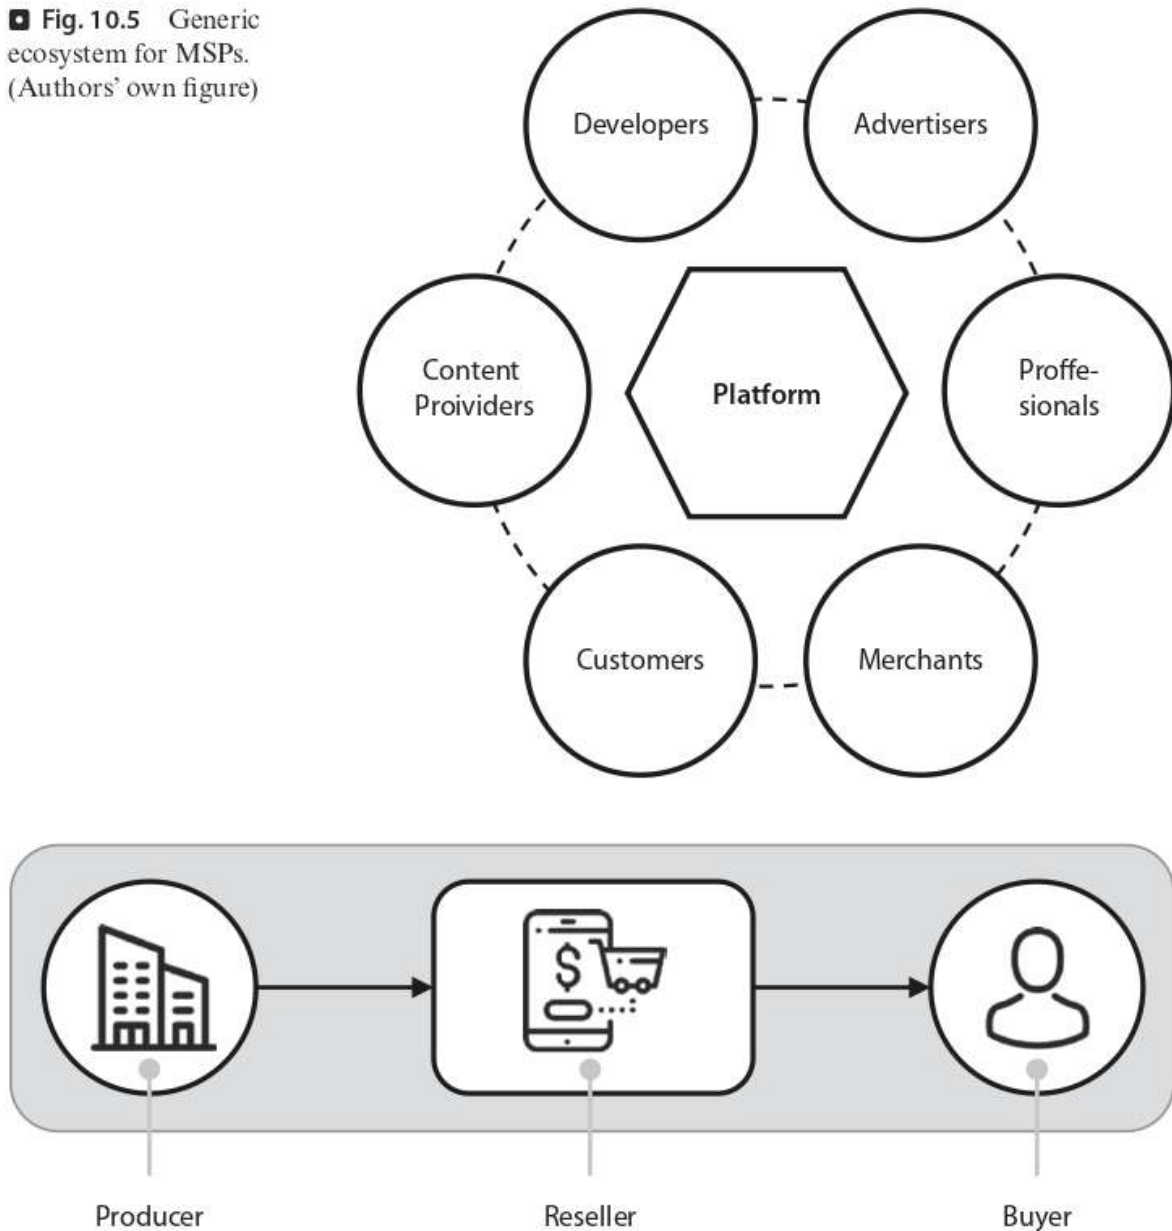 Fig. 10.5 Generic
ecosystem for MSPs.
(Authors' own figure)
Developers
Advertisers
Content
Proividers
Platform
Proffe-
sionals
Customers
Merchants
$
Producer
Reseller
Buyer